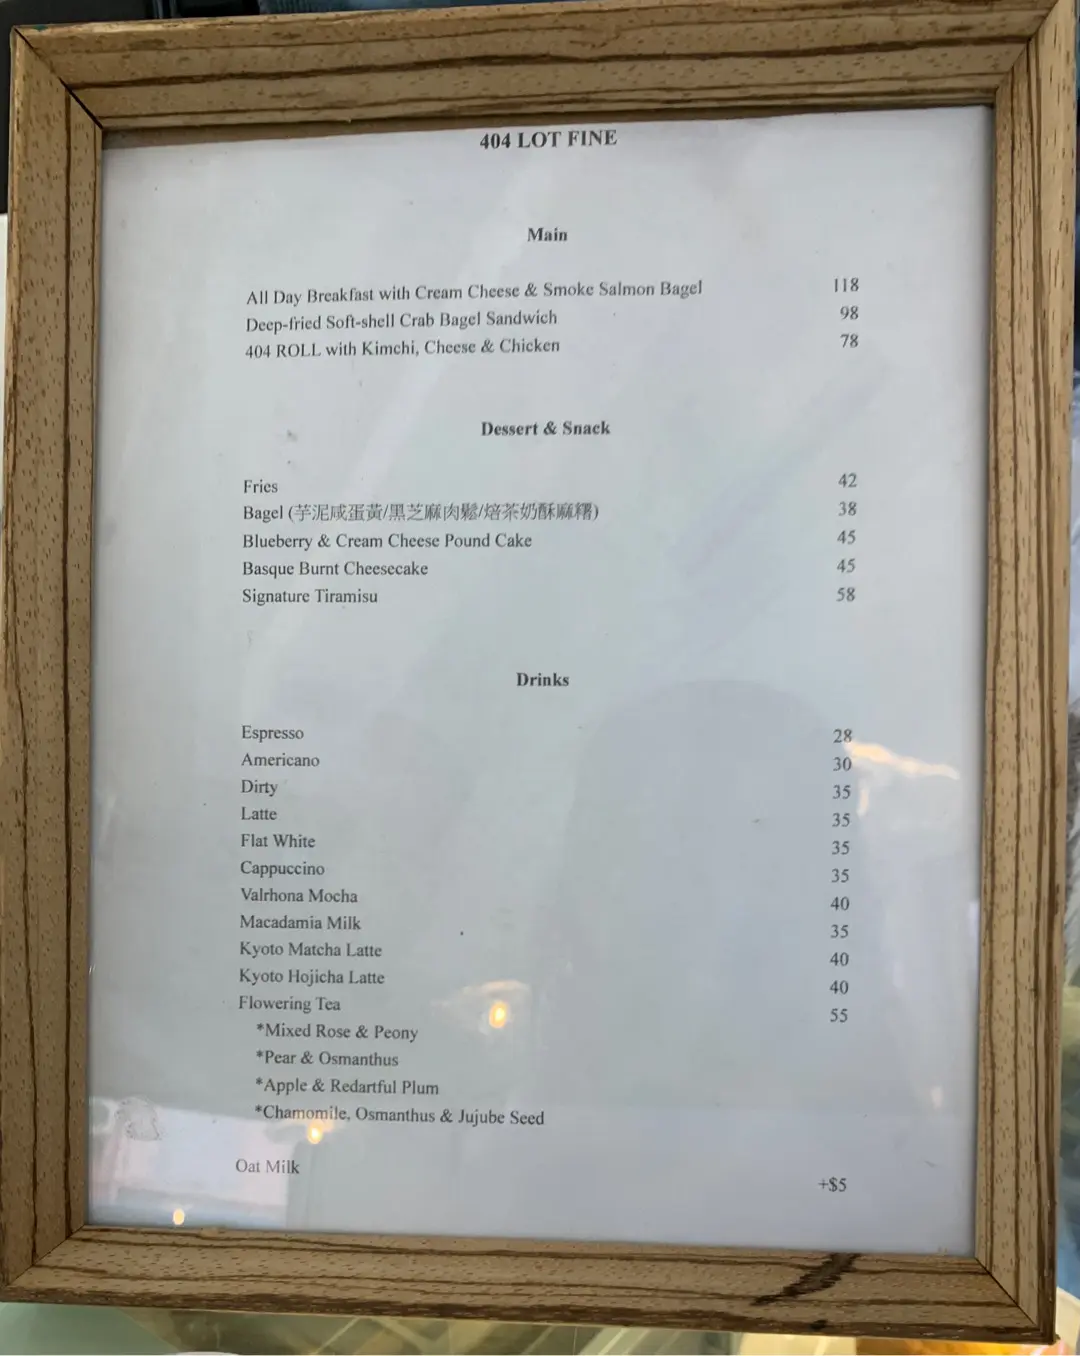 404 LOT FINE
Main
All Day Breakfast with Cream Cheese & Smoke Salmon Bagel 118
Deep-fried Soft-shell Crab Bagel Sandwich 98
404 ROLL with Kimchi, Cheese & Chicken 78
Dessert & Snack
Fries 42
Bagel (芋泥咸蛋黃/黑芝麻肉鬆/焙茶奶酥麻糬) 38
Blueberry & Cream Cheese Pound Cake 45
Basque Burnt Cheesecake 45
Signature Tiramisu 58
Drinks
Espresso 28
Americano 30
Dirty 35
Latte 35
Flat White 35
Cappuccino 35
Valrhona Mocha 40
Macadamia Milk 35
Kyoto Matcha Latte 40
Kyoto Hojicha Latte 40
Flowering Tea 55
*Mixed Rose & Peony
*Pear & Osmanthus
*Apple & Redartful Plum
*Chamomile, Osmanthus & Jujube Seed
Oat Milk +$5